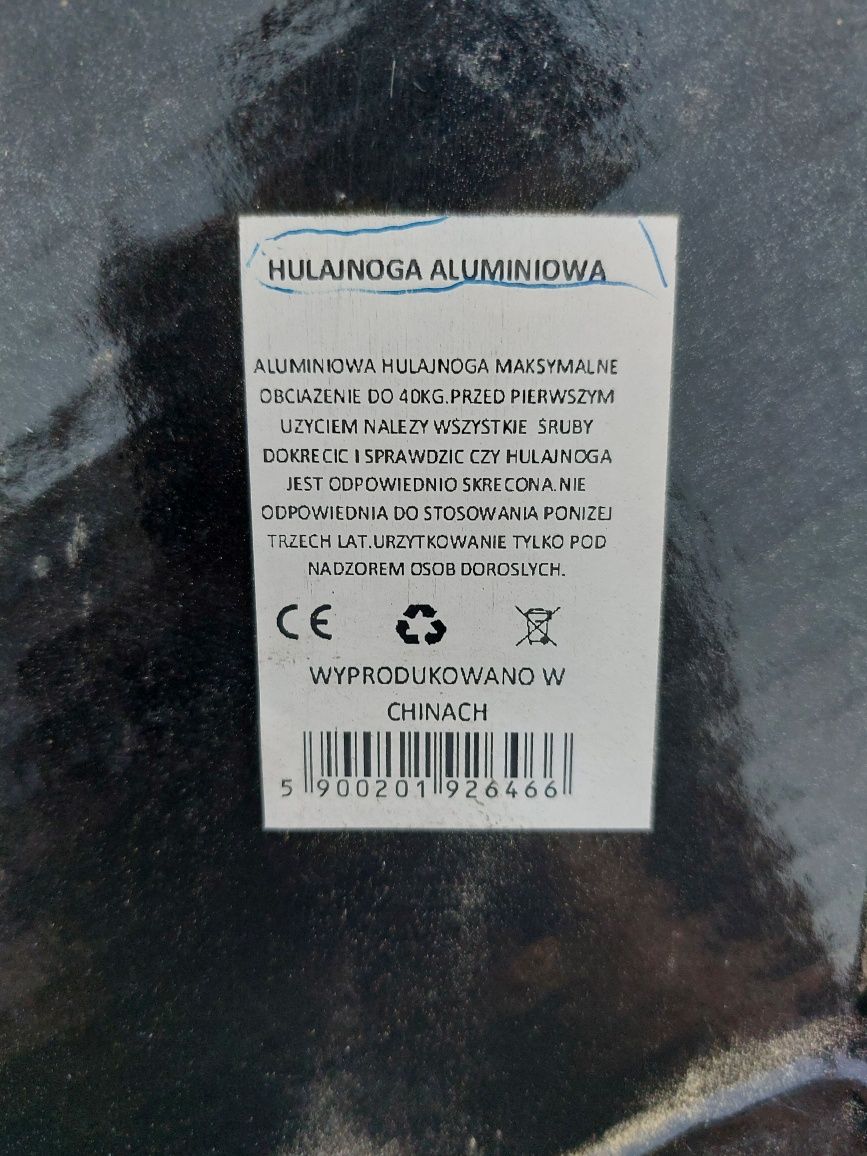 HULAJNOGA ALUMINIOWA
ALUMINIOWA HULAJNOGA MAKSYMALNE
OBCIAZENIE DO 40KG.PRZED PIERWSZYM
UZYCIEM NALEZY WSZYSTKIE SRUBY
DOKRECIC I SPRAWDZIC CZY HULAJNOGA
JEST ODPOWIEDNIO SKRECONA.NIE
ODPOWIEDNIA DO STOSOWANIA PONIZEJ
TRZECH LAT.URZYTKOWANIE TYLKO POD
NADZOREM OSOB DOROSLYCH.
CE
WYPRODUKOWANO W
CHINACH
5 900201 926466